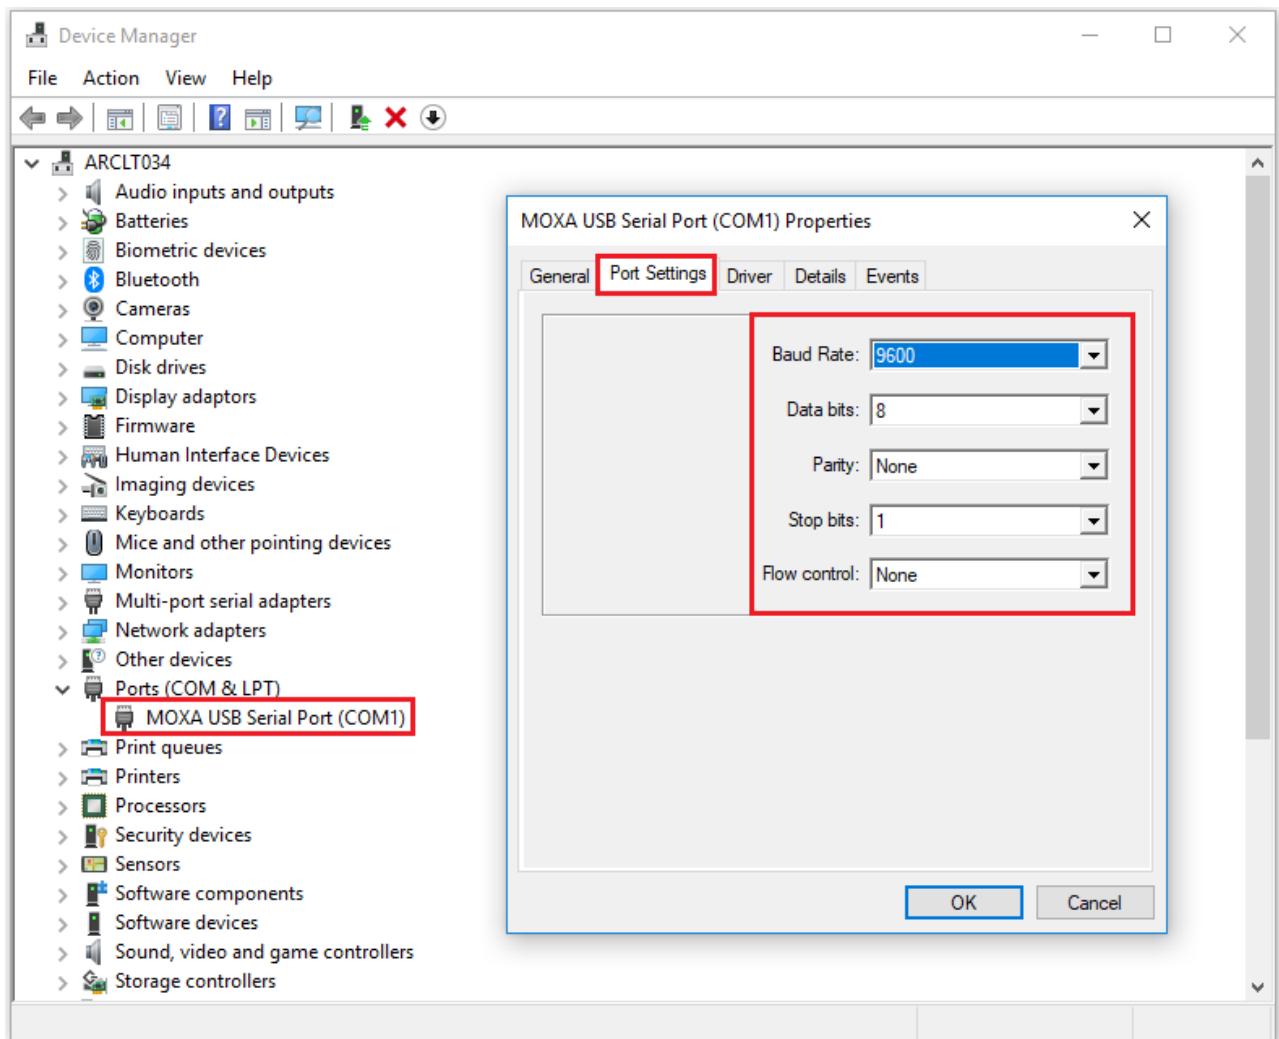 Device Manager
File Action View Help
ARCLT034
Audio inputs and outputs
Batteries
Biometric devices
Bluetooth
Cameras
Computer
Disk drives
Display adaptors
Firmware
Human Interface Devices
Imaging devices
Keyboards
Mice and other pointing devices
Monitors
Multi-port serial adapters
Network adapters
Other devices
Ports (COM & LPT)
MOXA USB Serial Port (COM1)
Print queues
Printers
Processors
Security devices
Sensors
Software components
Software devices
Sound, video and game controllers
Storage controllers
MOXA USB Serial Port (COM1) Properties
General Port Settings Driver Details Events
Baud Rate: 9600
Data bits: 8
Parity: None
Stop bits: 1
Flow control: None
OK Cancel